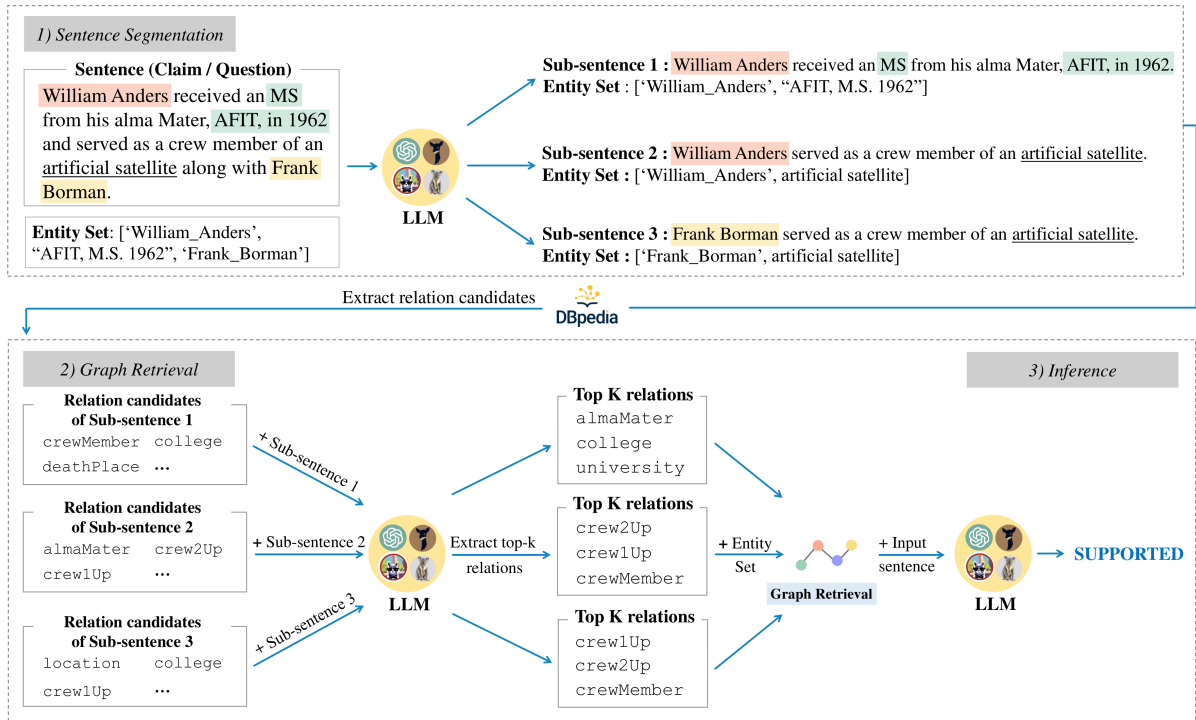 1) Sentence Segmentation
Sentence (Claim / Question)
William Anders received an MS
from his alma Mater, AFIT, in 1962
and served as a crew member of an
artificial satellite along with Frank
Borman.
Entity Set: [‘William_Anders’,
“AFIT, M.S. 1962”, ‘Frank_Borman’]
LLM
Sub-sentence 1 : William Anders received an MS from his alma Mater, AFIT, in 1962.
Entity Set : [‘William_Anders’, “AFIT, M.S. 1962”]
Sub-sentence 2 : William Anders served as a crew member of an artificial satellite.
Entity Set : [‘William_Anders’, artificial satellite]
Sub-sentence 3 : Frank Borman served as a crew member of an artificial satellite.
Entity Set : [‘Frank_Borman’, artificial satellite]
Extract relation candidates
DBpedia
2) Graph Retrieval
3) Inference
Relation candidates
of Sub-sentence 1
crewMember college
deathPlace ...
Relation candidates
of Sub-sentence 2
almaMater crew2Up
crew1Up ...
Relation candidates
of Sub-sentence 3
location college
crew1Up ...
+ Sub-sentence 1
+ Sub-sentence 2
+ Sub-sentence 3
LLM
Extract top-k
relations
Top K relations
almaMater
college
university
Top K relations
crew2Up
crew1Up
crewMember
Top K relations
crew1Up
crew2Up
crewMember
+ Entity
Set
Graph Retrieval
+ Input
sentence
LLM
SUPPORTED